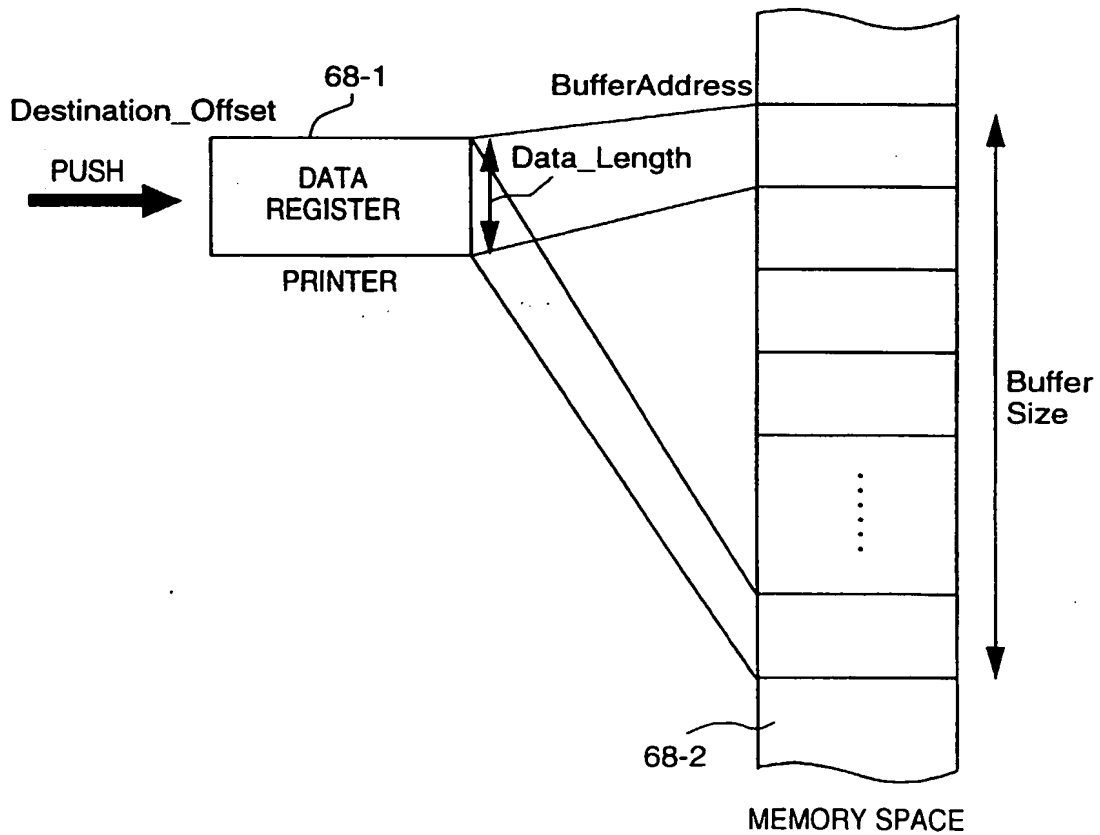 68-1
BufferAddress
Destination_Offset
PUSH
DATA
REGISTER
Data_Length
PRINTER
Buffer
Size
68-2
MEMORY SPACE